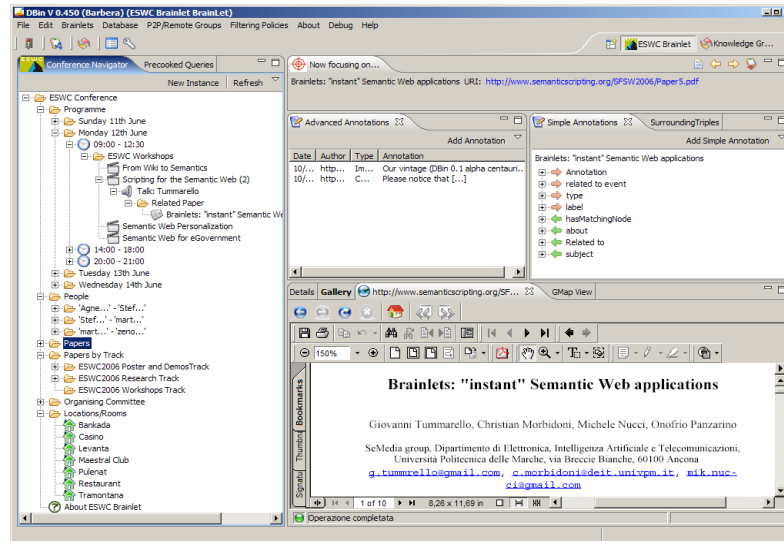 DBin V 0.450 (Barbera) (ESWC Brainlet BrainLet)
File Edit Brainlets Database P2P/Remote Groups Filtering Policies About Debug Help
ESWC Brainlet Knowledge Gr...
Conference Navigator Precooked Queries
New Instance Refresh
ESWC Conference
Programme
Sunday 11th June
Monday 12th June
09:00 - 12:30
ESWC Workshops
From Wiki to Semantics
Scripting for the Semantic Web (2)
Talk: Tummarello
Related Paper
Brainlets: "instant" Semantic We
Semantic Web Personalization
Semantic Web for eGovernment
14:00 - 18:00
20:00 - 21:00
Tuesday 13th June
Wednesday 14th June
People
'Agne...' - 'Stef...'
'Stef...' - 'mart...'
'mart...' - 'zeno...'
Papers
Papers by Track
ESWC2006 Poster and DemosTrack
ESWC2006 Research Track
ESWC2006 Workshops Track
Organising Committee
Locations/Rooms
Bankada
Casino
Levanta
Maestral Club
Pulenat
Restaurant
Tramontana
About ESWC Brainlet
Now focusing on...
Brainlets: "instant" Semantic Web applications URI: http://www.semanticscripting.org/SFSW2006/Paper5.pdf
Advanced Annotations
Add Annotation
Date Author Type Annotation
10/... http... Im... Our vintage (DBin 0.1 alpha centauri..
10/... http... C... Please notice that [...]
Simple Annotations SurroundingTriples
Add Simple Annotation
Brainlets: "instant" Semantic Web applications
Annotation
related to event
type
label
hasMatchingNode
about
Related to
subject
Details Gallery http://www.semanticscripting.org/SF... GMap View
150%
Bookmarks
Thumbna
Signatu
Brainlets: "instant" Semantic Web applications
Giovanni Tummarello, Christian Morbidoni, Michele Nucci, Onofrio Panzarino
SeMedia group, Dipartimento di Elettronica, Intelligenza Artificiale e Telecomunicazioni,
Università Politecnica delle Marche, via Breccie Bianche, 60100 Ancona
g.tummrello@gmail.com, c.morbidoni@deit.univpm.it, mik.nuc-
ci@gmail.com
1 of 10 8,26 x 11,69 in
Operazione completata